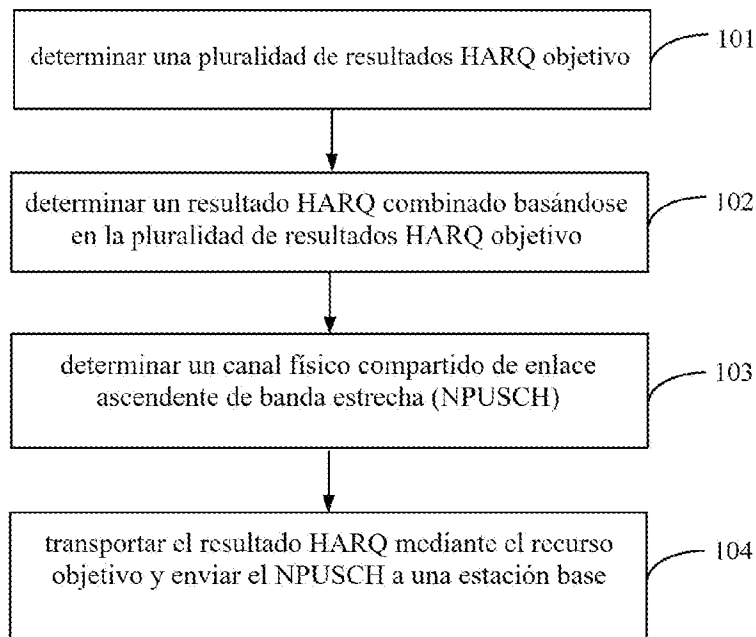 determinar una pluralidad de resultados HARQ objetivo
101
determinar un resultado HARQ combinado basándose
en la pluralidad de resultados HARQ objetivo
102
determinar un canal físico compartido de enlace
ascendente de banda estrecha (NPUSCH)
103
transportar el resultado HARQ mediante el recurso
objetivo y enviar el NPUSCH a una estación base
104